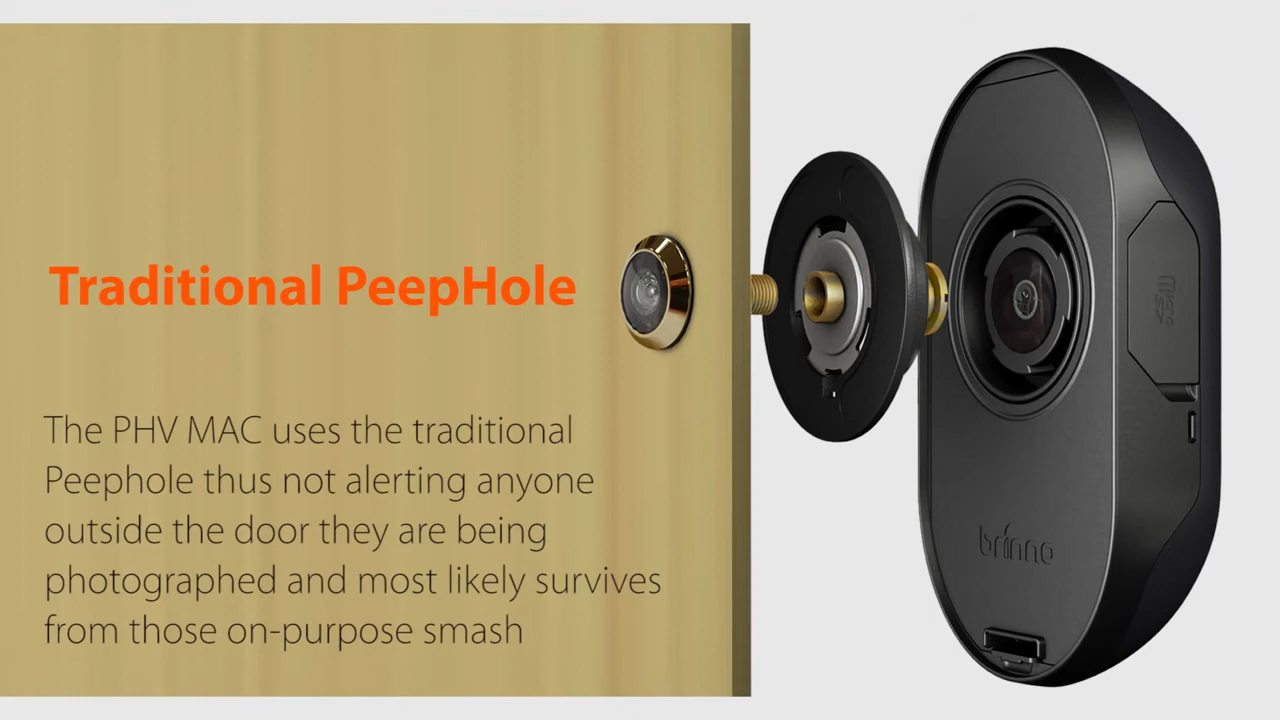 Traditional PeepHole
The PHV MAC uses the traditional
Peephole thus not alerting anyone
outside the door they are being
photographed and most likely survives
from those on-purpose smash
Micro
brinno